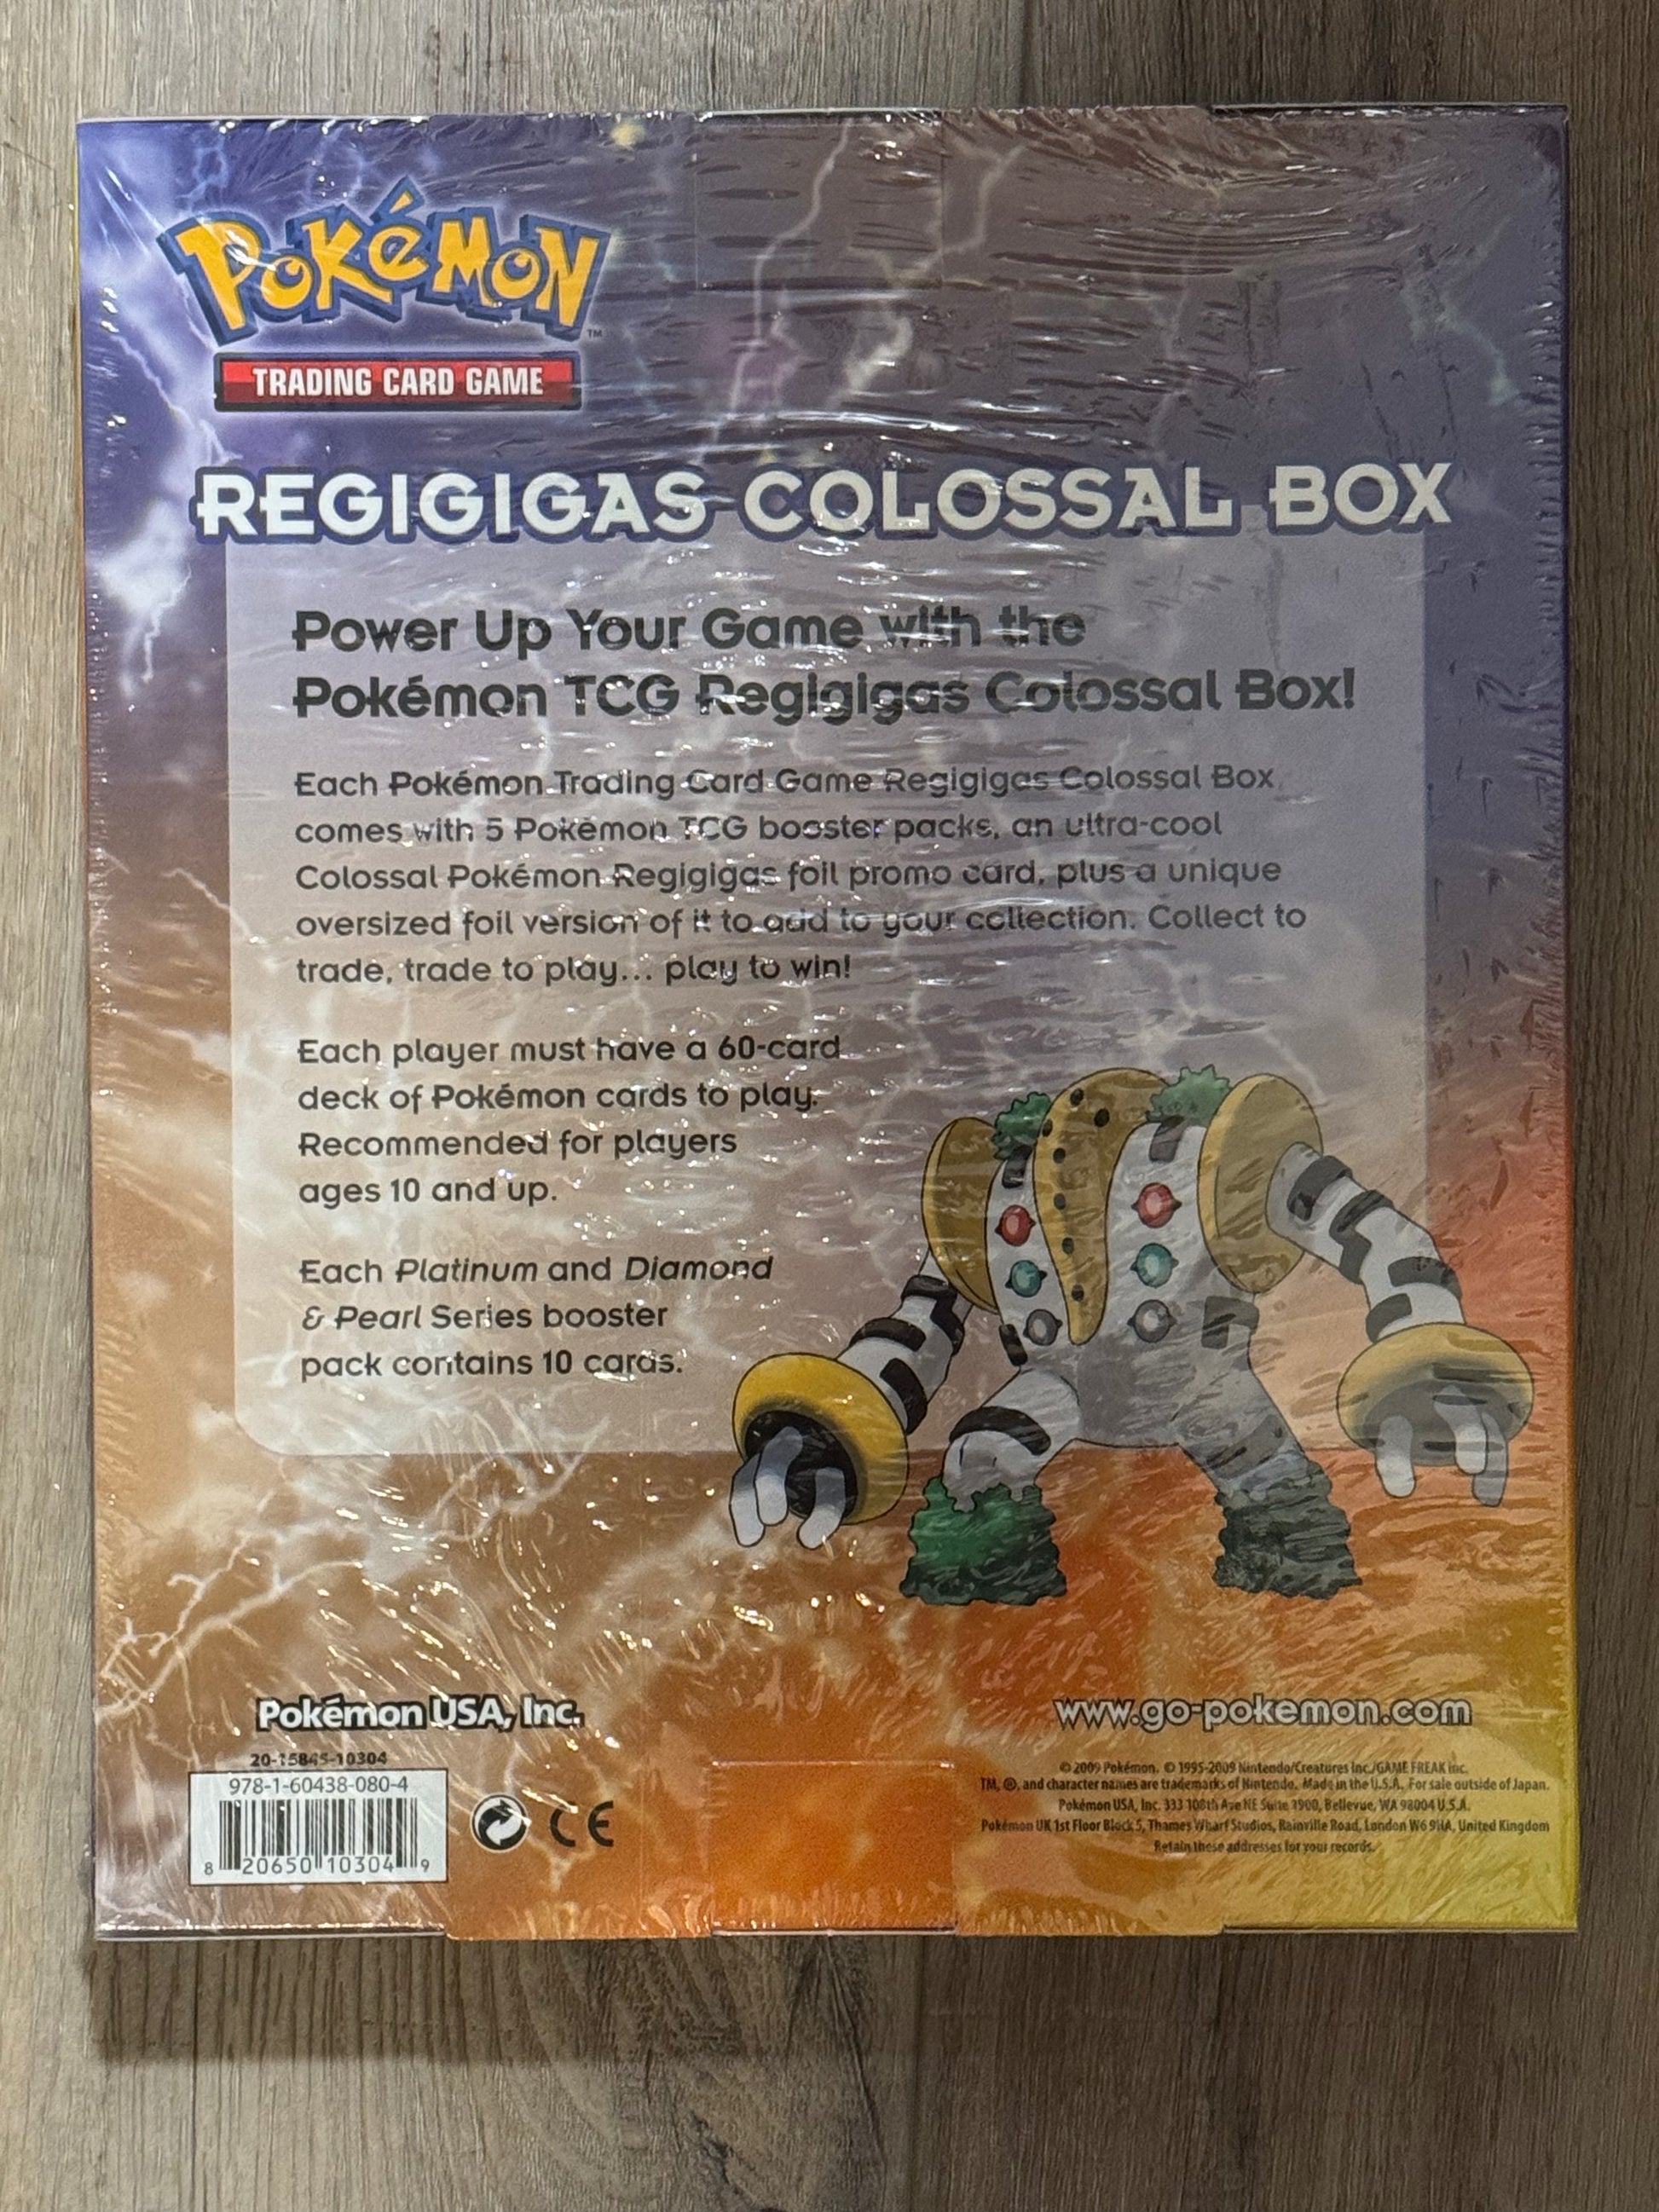 POKéMON
™
TRADING CARD GAME
REGIGIGAS COLOSSAL BOX
Power Up Your Game with the
Pokémon TCG Regigigas Colossal Box!
Each Pokémon Trading Card Game Regigigas Colossal Box
comes with 5 Pokémon TCG booster packs, an ultra-cool
Colossal Pokémon Regigigas foil promo card, plus a unique
oversized foil version of it to add to your collection. Collect to
trade, trade to play... play to win!
Each player must have a 60-card
deck of Pokémon cards to play.
Recommended for players
ages 10 and up.
Each Platinum and Diamond
& Pearl Series booster
pack contains 10 cards.
Pokémon USA, Inc.
www.go-pokemon.com
20-15845-10304
978-1-60438-080-4
8 20650 10304 9
CE
© 2009 Pokémon. © 1995-2009 Nintendo/Creatures Inc./GAME FREAK inc.
TM, ®, and character names are trademarks of Nintendo. Made in the U.S.A. For sale outside of Japan.
Pokémon USA, Inc. 333 108th Ave NE Suite 1900, Bellevue, WA 98004 U.S.A.
Pokémon UK 1st Floor Block 5, Thames Wharf Studios, Rainville Road, London W6 9HA, United Kingdom
Retain these addresses for your records.